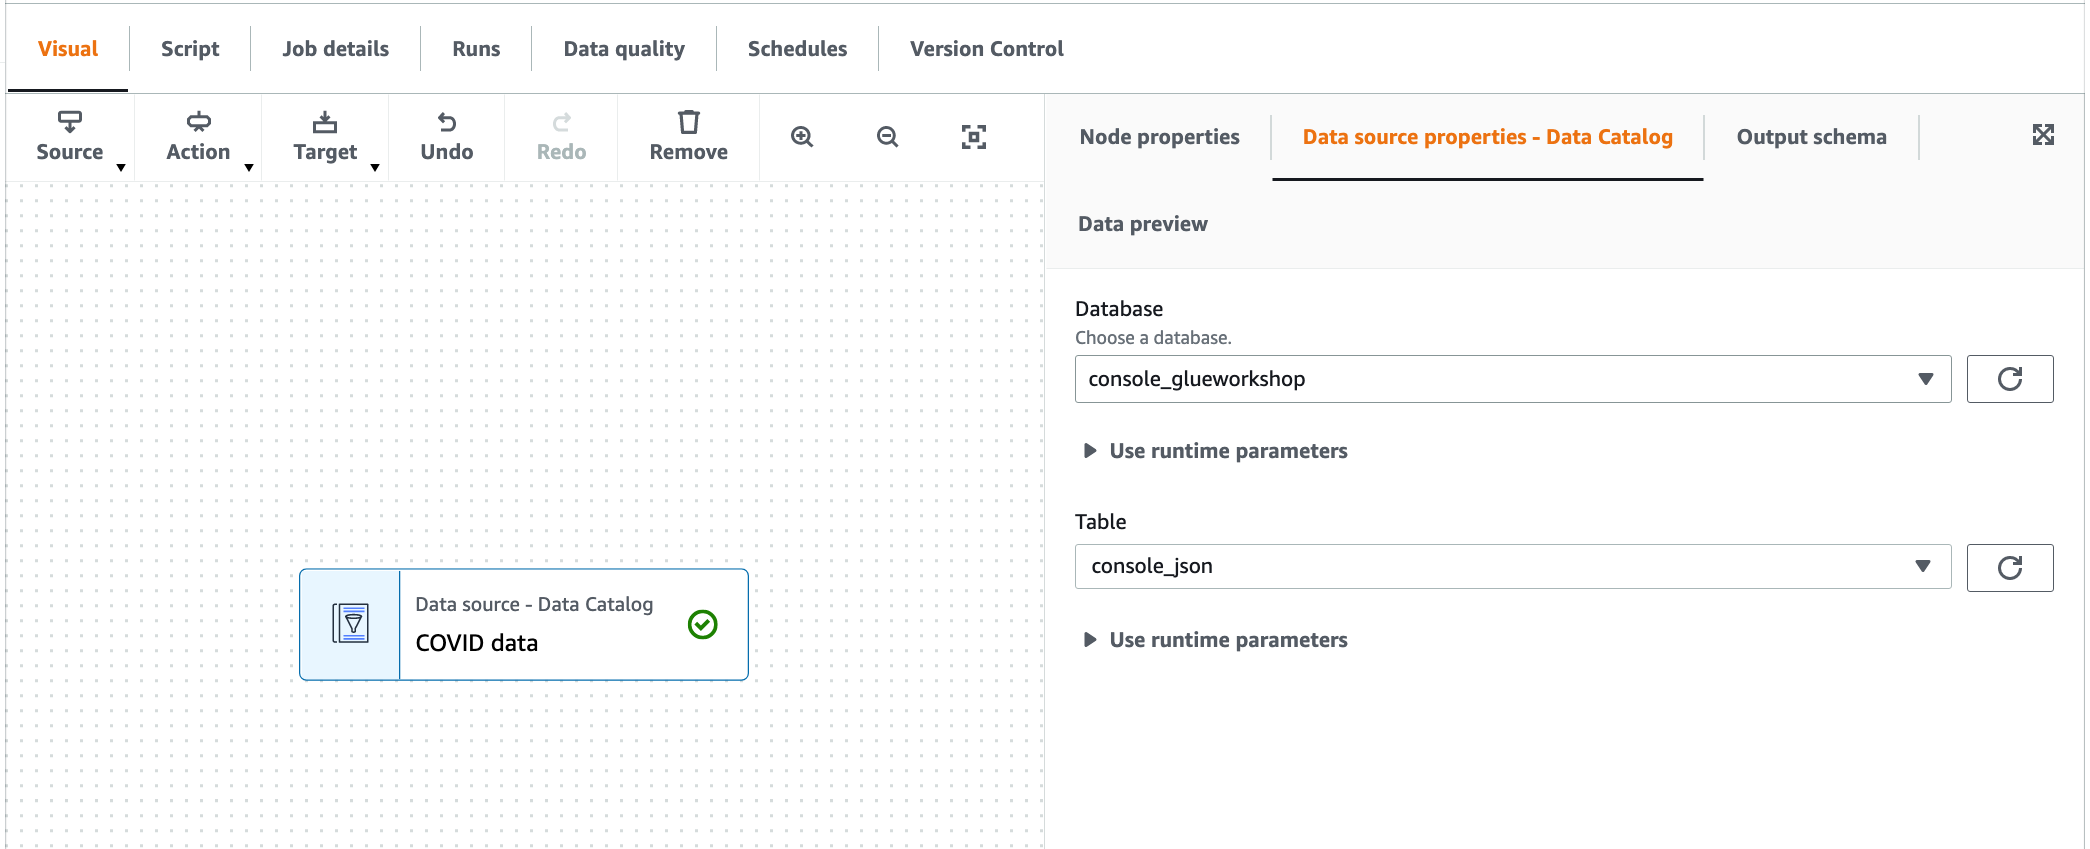 Visual
Script
Job details
Runs
Data quality
Schedules
Version Control
Source
Action
Target
Undo
Redo
Remove
Node properties
Data source properties - Data Catalog
Output schema
Data preview
Database
Choose a database.
console_glueworkshop
Use runtime parameters
Table
console_json
Use runtime parameters
Data source - Data Catalog
COVID data